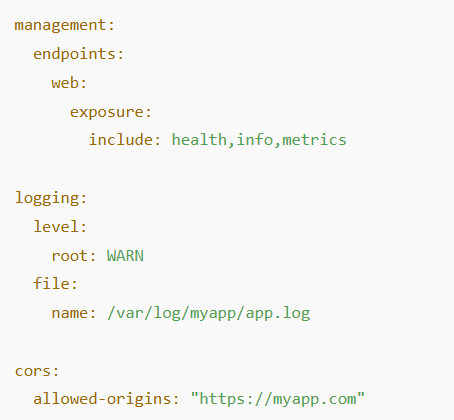 management:
  endpoints:
    web:
      exposure:
        include: health,info,metrics

logging:
  level:
    root: WARN
  file:
    name: /var/log/myapp/app.log

cors:
  allowed-origins: "https://myapp.com"